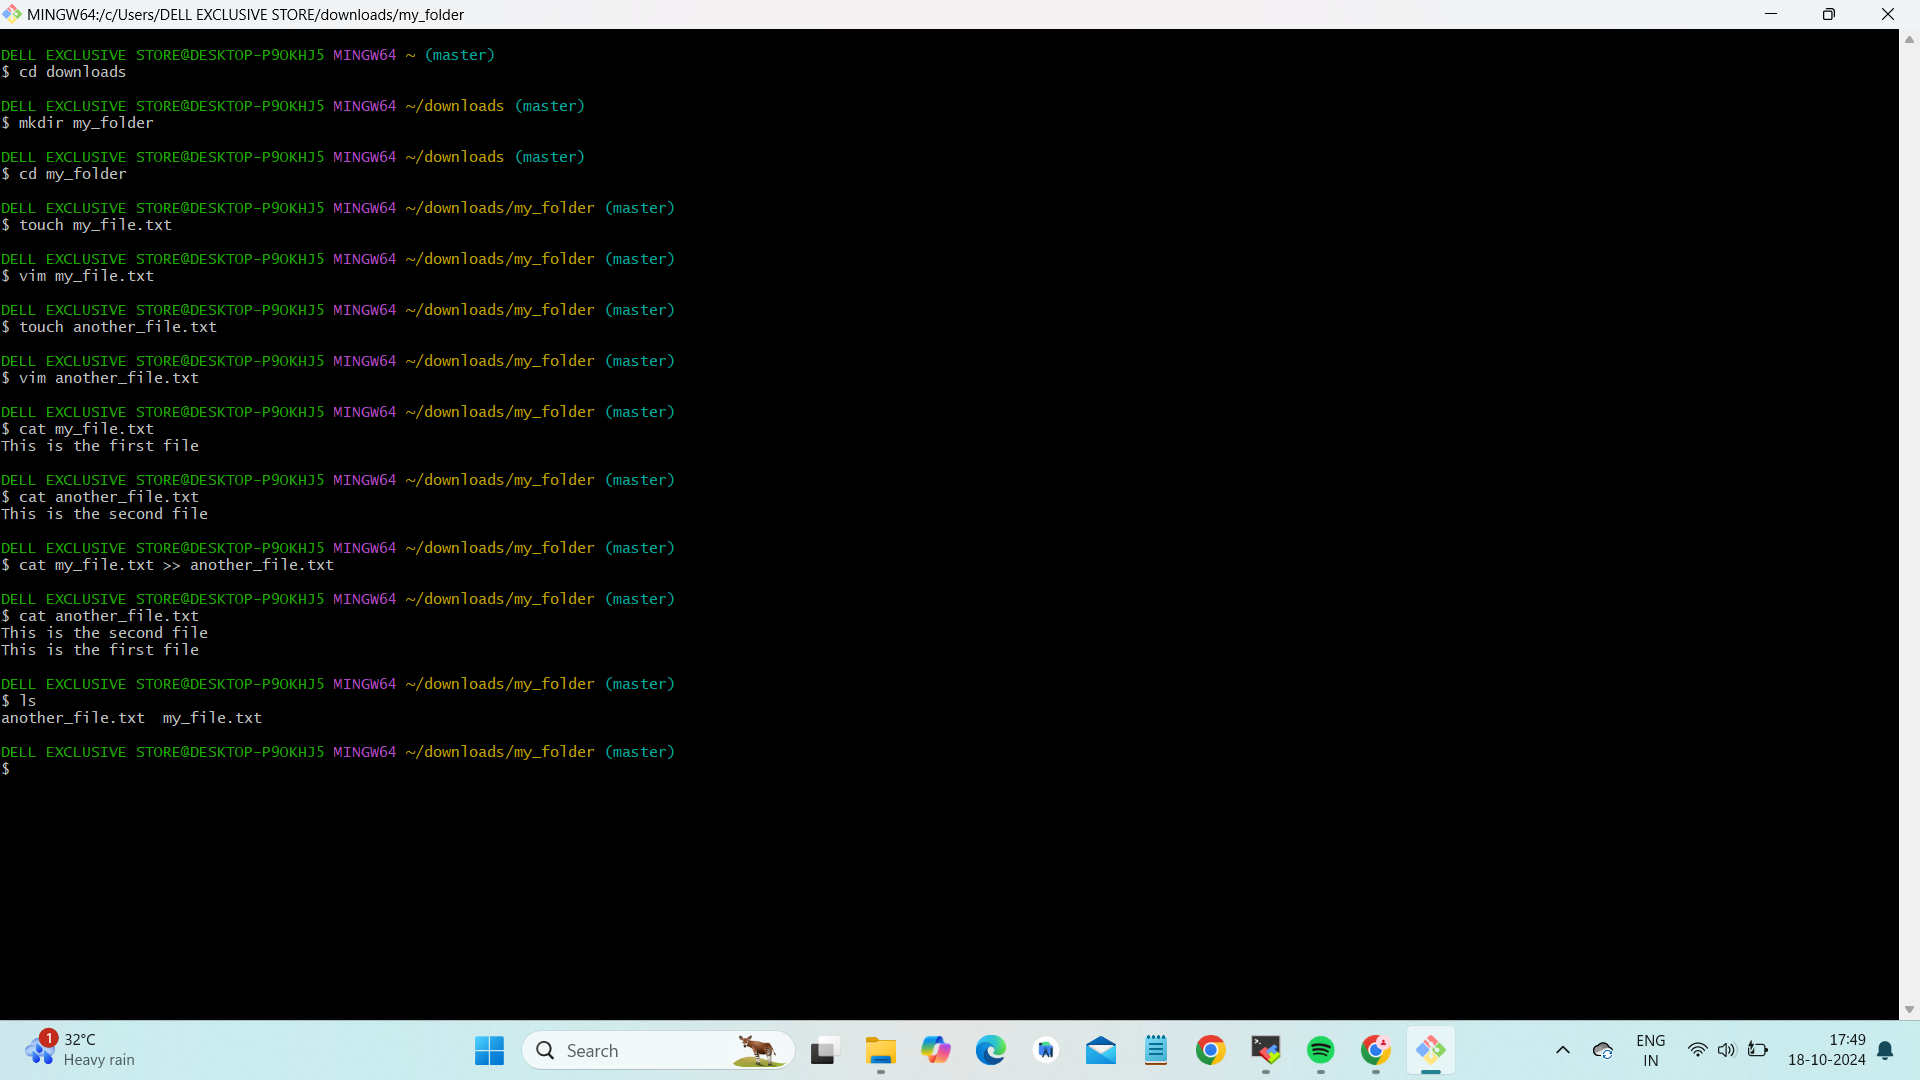 MINGW64:/c/Users/DELL EXCLUSIVE STORE/downloads/my_folder
DELL EXCLUSIVE STORE@DESKTOP-P9OKHJ5 MINGW64 ~ (master)
$ cd downloads
DELL EXCLUSIVE STORE@DESKTOP-P9OKHJ5 MINGW64 ~/downloads (master)
$ mkdir my_folder
DELL EXCLUSIVE STORE@DESKTOP-P9OKHJ5 MINGW64 ~/downloads (master)
$ cd my_folder
DELL EXCLUSIVE STORE@DESKTOP-P9OKHJ5 MINGW64 ~/downloads/my_folder (master)
$ touch my_file.txt
DELL EXCLUSIVE STORE@DESKTOP-P9OKHJ5 MINGW64 ~/downloads/my_folder (master)
$ vim my_file.txt
DELL EXCLUSIVE STORE@DESKTOP-P9OKHJ5 MINGW64 ~/downloads/my_folder (master)
$ touch another_file.txt
DELL EXCLUSIVE STORE@DESKTOP-P9OKHJ5 MINGW64 ~/downloads/my_folder (master)
$ vim another_file.txt
DELL EXCLUSIVE STORE@DESKTOP-P9OKHJ5 MINGW64 ~/downloads/my_folder (master)
$ cat my_file.txt
This is the first file
DELL EXCLUSIVE STORE@DESKTOP-P9OKHJ5 MINGW64 ~/downloads/my_folder (master)
$ cat another_file.txt
This is the second file
DELL EXCLUSIVE STORE@DESKTOP-P9OKHJ5 MINGW64 ~/downloads/my_folder (master)
$ cat my_file.txt >> another_file.txt
DELL EXCLUSIVE STORE@DESKTOP-P9OKHJ5 MINGW64 ~/downloads/my_folder (master)
$ cat another_file.txt
This is the second file
This is the first file
DELL EXCLUSIVE STORE@DESKTOP-P9OKHJ5 MINGW64 ~/downloads/my_folder (master)
$ ls
another_file.txt  my_file.txt
DELL EXCLUSIVE STORE@DESKTOP-P9OKHJ5 MINGW64 ~/downloads/my_folder (master)
$
1
32°C
Heavy rain
Search
AI
ENG
IN
17:49
18-10-2024